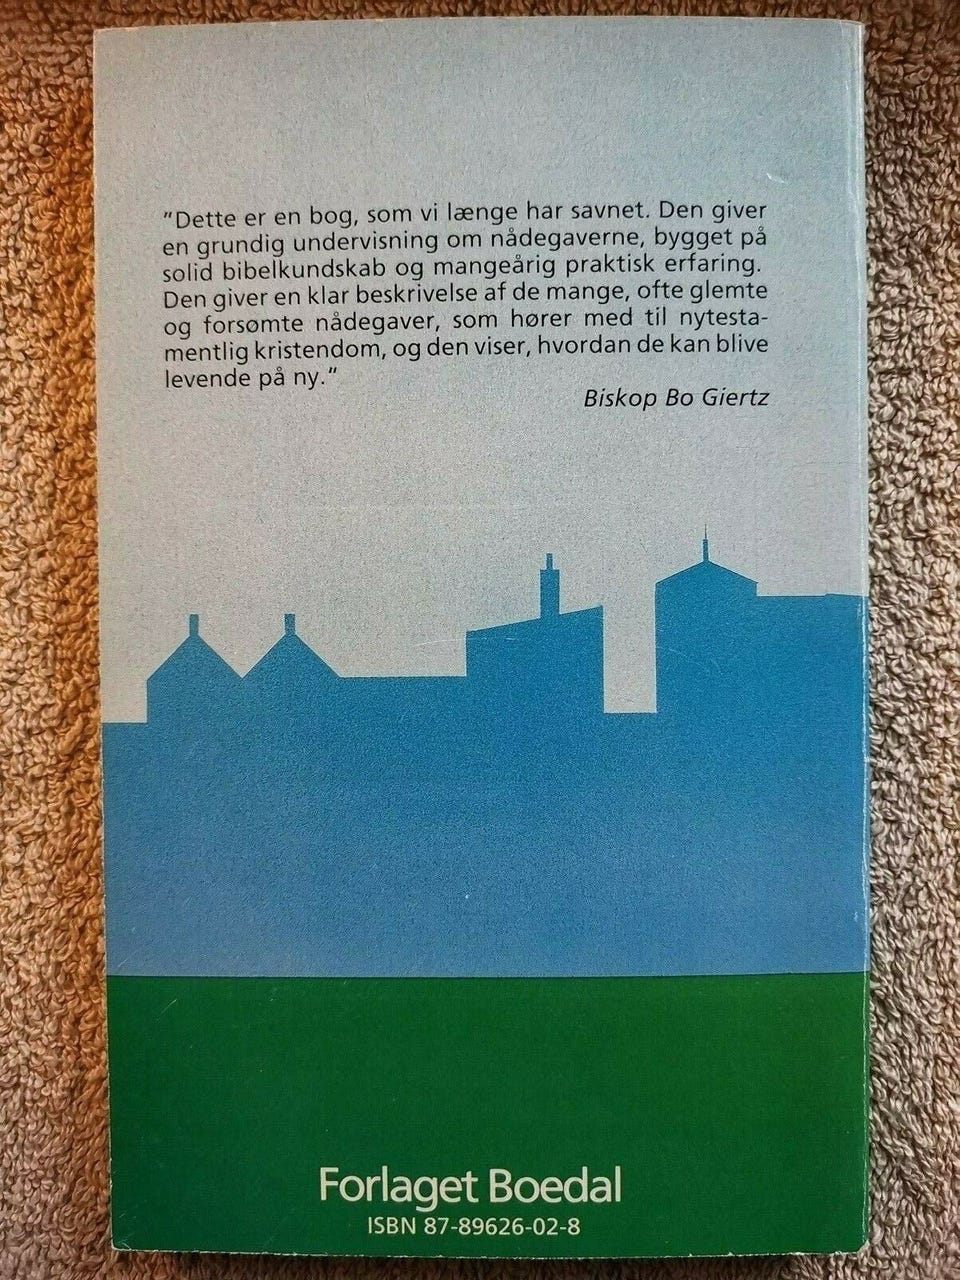 "Dette er en bog, som vi længe har savnet. Den giver
en grundig undervisning om nådegaverne, bygget på
solid bibelkundskab og mangeårig praktisk erfaring.
Den giver en klar beskrivelse af de mange, ofte glemte
og forsømte nådegaver, som hører med til nytesta-
mentlig kristendom, og den viser, hvordan de kan blive
levende på ny."
Biskop Bo Giertz
Forlaget Boedal
ISBN 87-89626-02-8